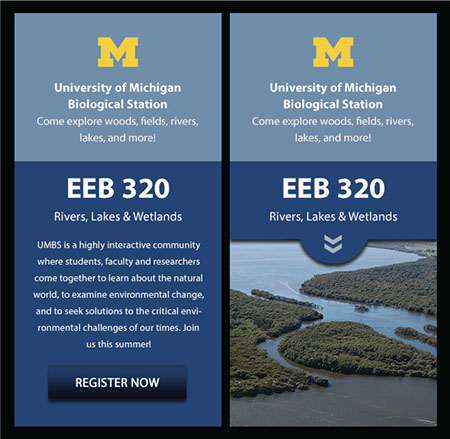 M
University of Michigan
Biological Station
Come explore woods, fields, rivers,
lakes, and more!
EEB 320
Rivers, Lakes & Wetlands
UMBS is a highly interactive community
where students, faculty and researchers
come together to learn about the natural
world, to examine environmental change,
and to seek solutions to the critical envi-
ronmental challenges of our times. Join
us this summer!
REGISTER NOW
M
University of Michigan
Biological Station
Come explore woods, fields, rivers,
lakes, and more!
EEB 320
Rivers, Lakes & Wetlands